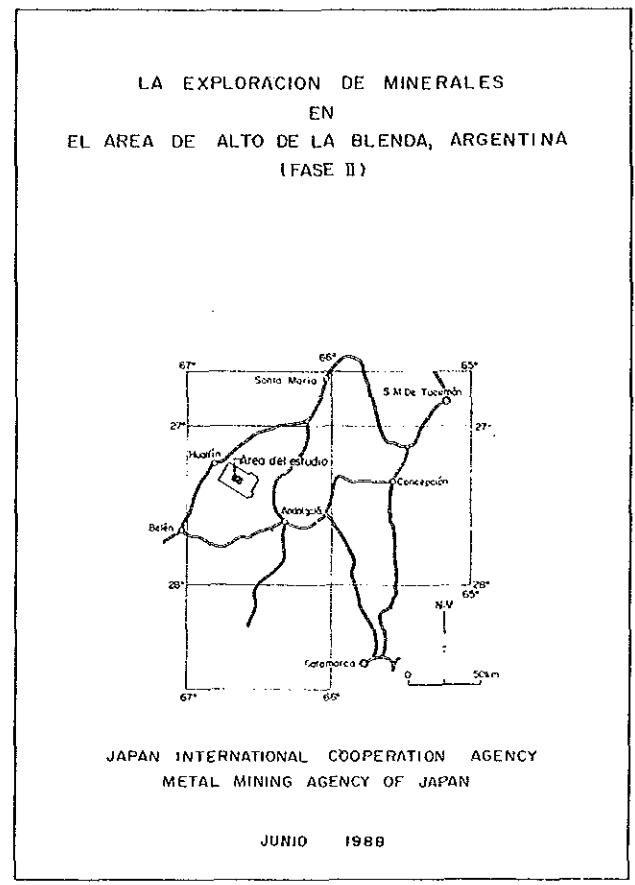 LA EXPLORACION DE MINERALES
EN
EL AREA DE ALTO DE LA BLENDA, ARGENTINA
(FASE II)
67°
66°
65°
Santa Maria
S.M.De Tucumán
27°
27°
Hualfin
Area del estudio
Concepción
Andalgalá
Belén
28°
28°
65°
N-V
Catamarca
0
50km
67°
66°
JAPAN INTERNATIONAL COOPERATION AGENCY
METAL MINING AGENCY OF JAPAN
JUNIO 1988